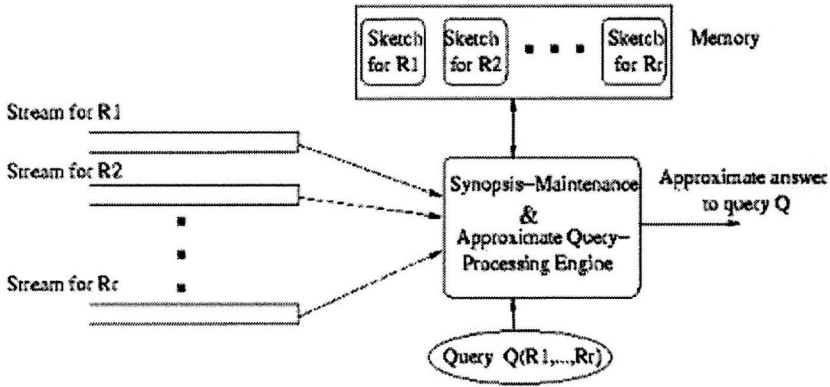 Sketch for R1
Sketch for R2
Sketch for Rr
Memory
Stream for R1
Stream for R2
Stream for Rr
Synopsis–Maintenance
&
Approximate Query–
Processing Engine
Approximate answer
to query Q
Query Q(R1,...,Rr)